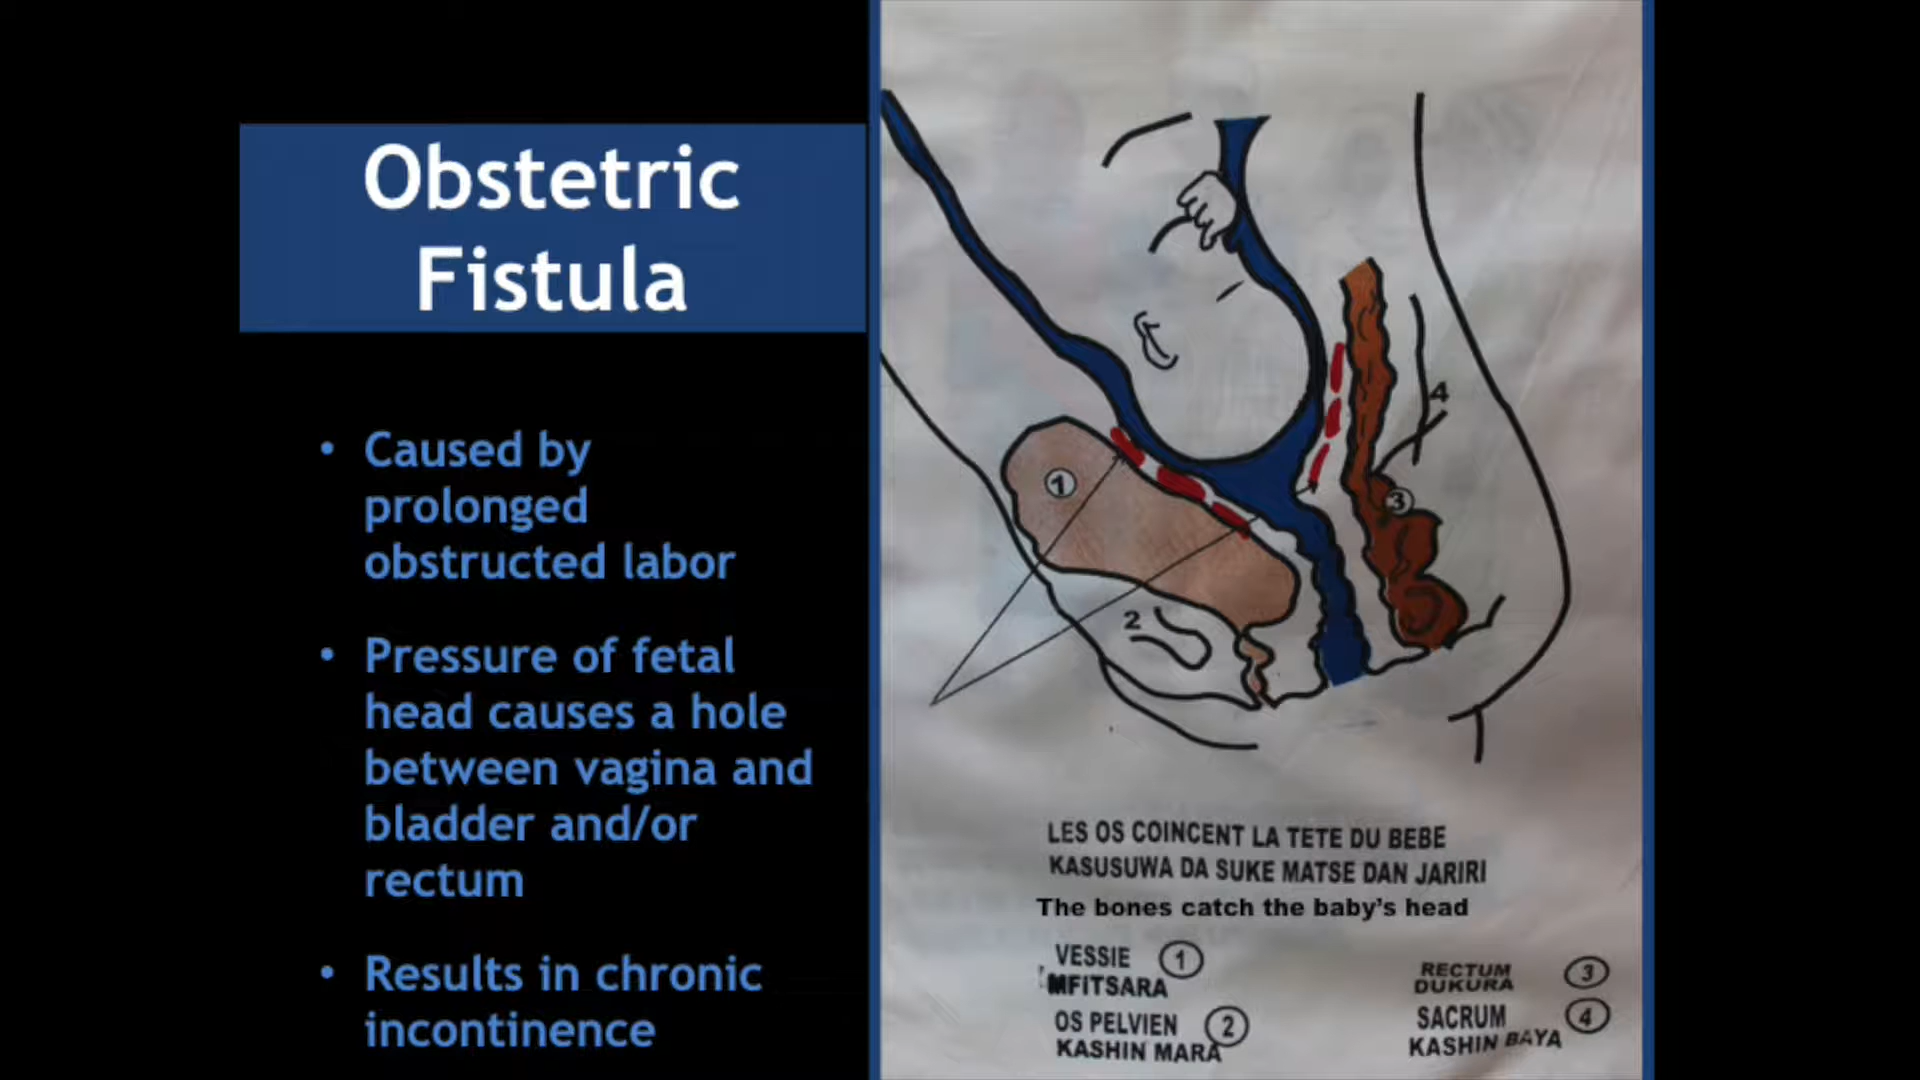 Obstetric
Fistula
• Caused by
prolonged
obstructed labor
• Pressure of fetal
head causes a hole
between vagina and
bladder and/or
rectum
• Results in chronic
incontinence
1
2
3
4
LES OS COINCENT LA TETE DU BEBE
KASUSUWA DA SUKE MATSE DAN JARIRI
The bones catch the baby's head
VESSIE 1
MFITSARA
OS PELVIEN 2
KASHIN MARA
RECTUM 3
DUKURA
SACRUM 4
KASHIN BAYA